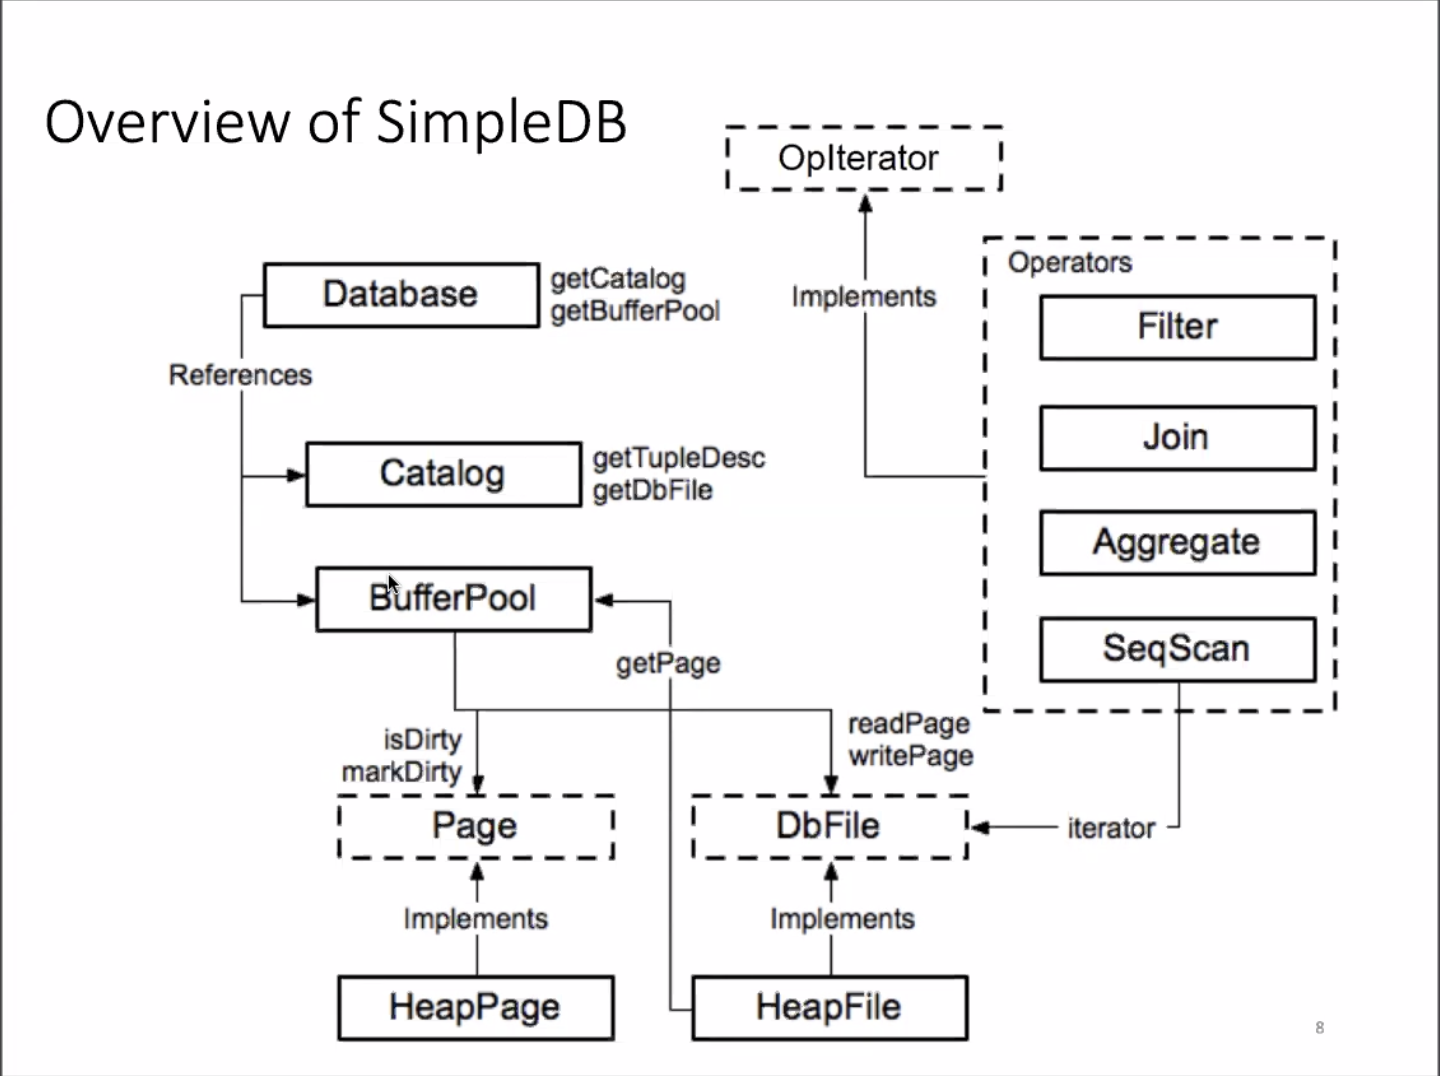 Overview of SimpleDB
OpIterator
Operators
Database
getCatalog
getBufferPool
Implements
Filter
References
Join
Catalog
getTupleDesc
getDbFile
Aggregate
BufferPool
getPage
SeqScan
isDirty
markDirty
readPage
writePage
Page
DbFile
iterator
Implements
Implements
HeapPage
HeapFile
8